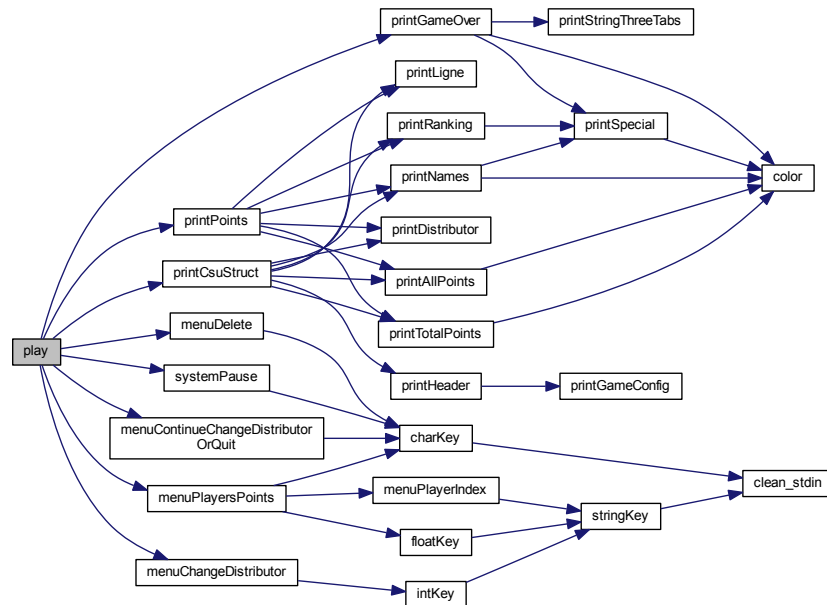 printGameOver
printStringThreeTabs
printLigne
printRanking
printSpecial
printNames
color
printPoints
printDistributor
printCsuStruct
printAllPoints
menuDelete
printTotalPoints
play
systemPause
printHeader
printGameConfig
menuContinueChangeDistributor
OrQuit
charKey
clean_stdin
menuPlayersPoints
menuPlayerIndex
stringKey
floatKey
menuChangeDistributor
intKey